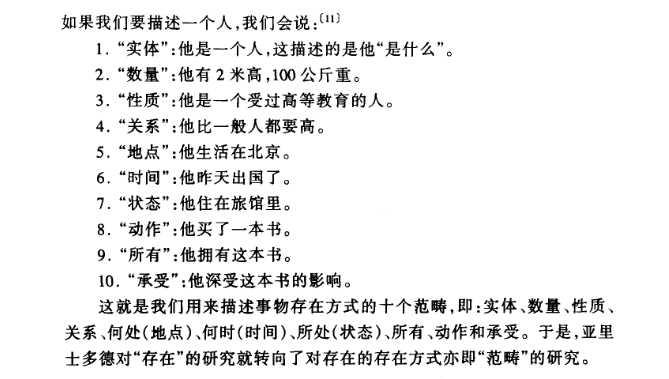 如果我们要描述一个人,我们会说:〔11〕
1.“实体”:他是一个人,这描述的是他“是什么”。
2.“数量”:他有2米高,100公斤重。
3.“性质”:他是一个受过高等教育的人。
4.“关系”:他比一般人都要高。
5.“地点”:他生活在北京。
6.“时间”:他昨天出国了。
7.“状态”:他住在旅馆里。
8.“动作”:他买了一本书。
9.“所有”:他拥有这本书。
10.“承受”:他深受这本书的影响。
这就是我们用来描述事物存在方式的十个范畴,即:实体、数量、性质、
关系、何处(地点)、何时(时间)、所处(状态)、所有、动作和承受。于是,亚里
士多德对“存在”的研究就转向了对存在的存在方式亦即“范畴”的研究。